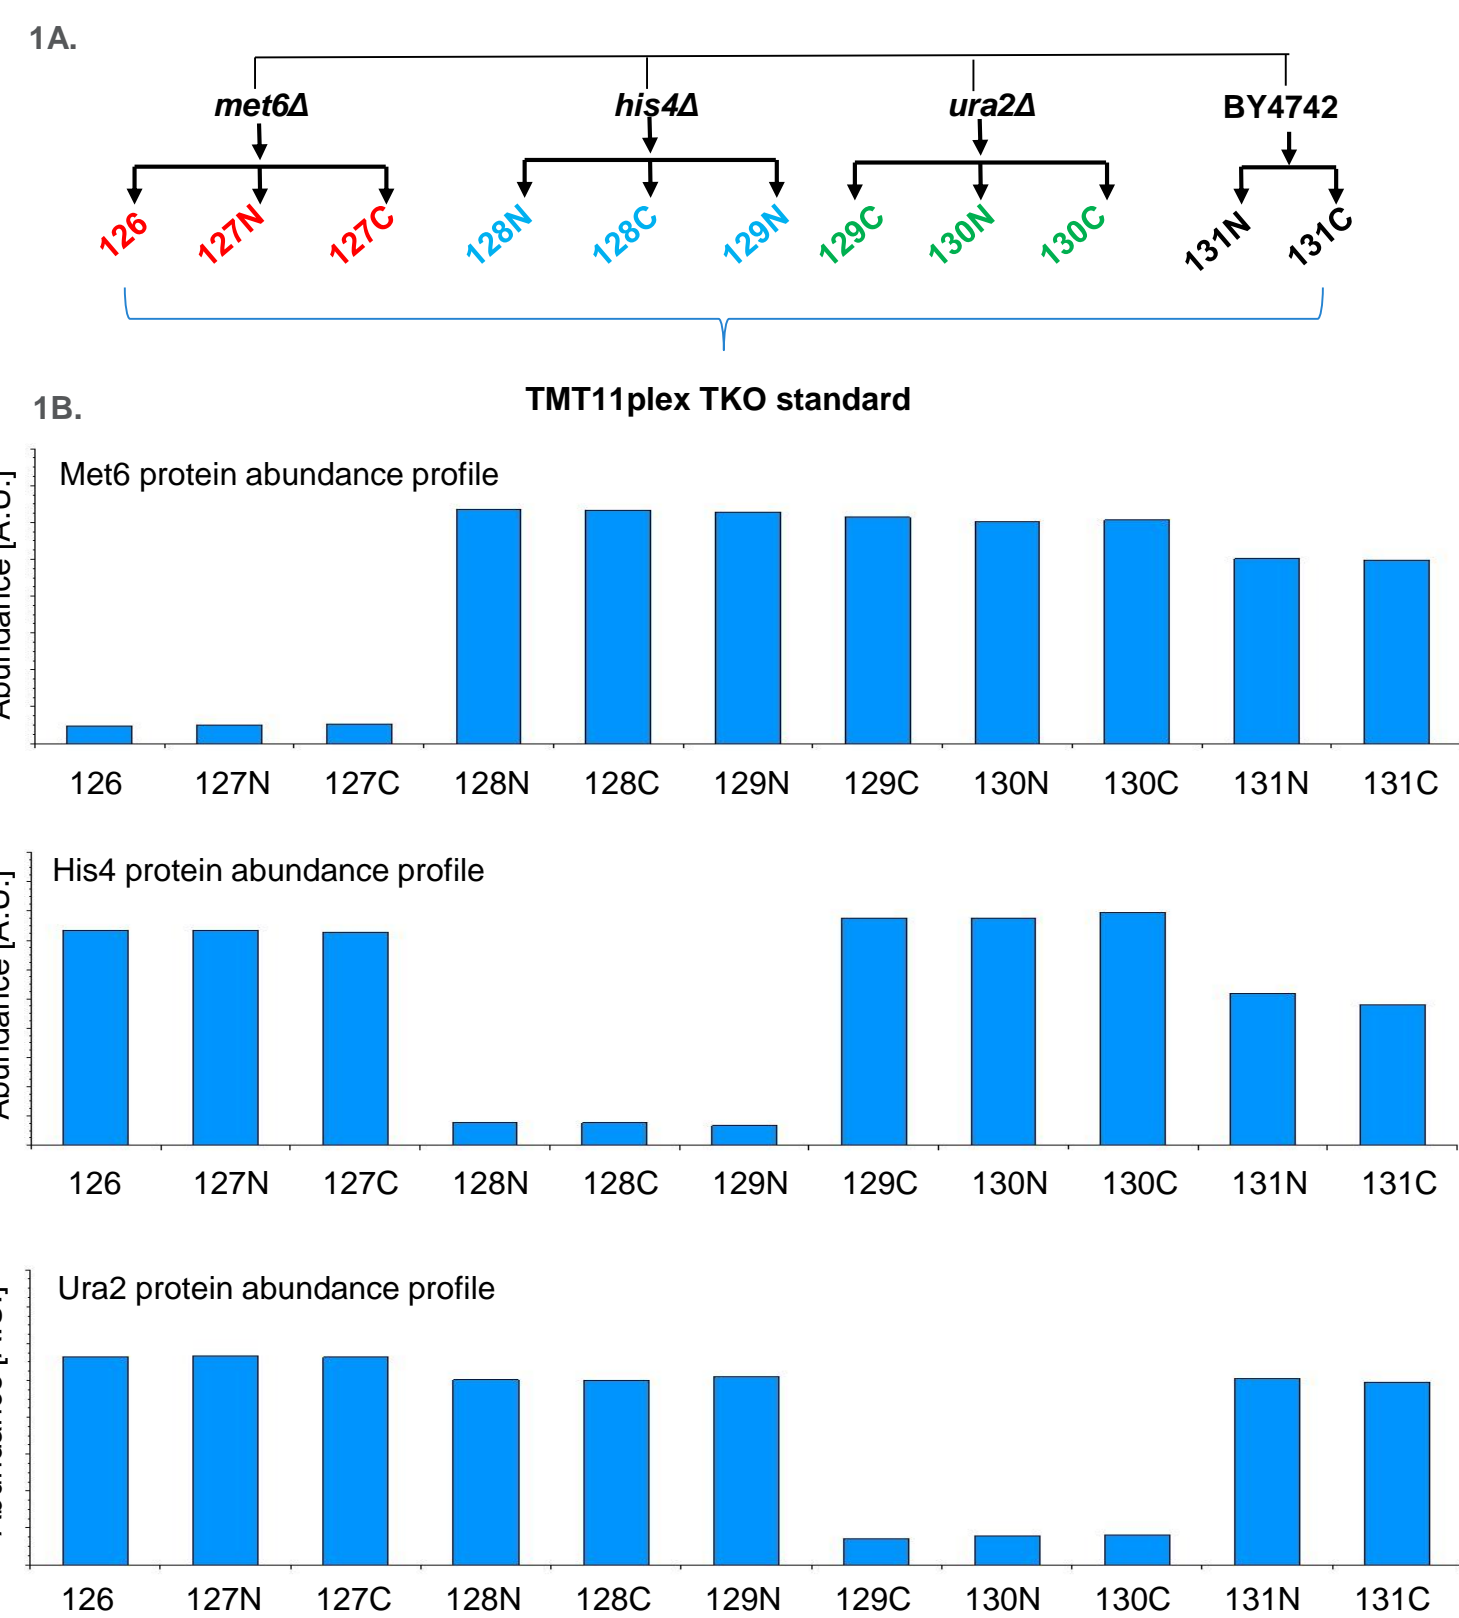 1A.
met6Δ his4Δ ura2Δ BY4742
126 127N 127C 128N 128C 129N 129C 130N 130C 131N 131C
TMT11plex TKO standard
1B.
Met6 protein abundance profile
Abundance [A.U.]
126 127N 127C 128N 128C 129N 129C 130N 130C 131N 131C
His4 protein abundance profile
Abundance [A.U.]
126 127N 127C 128N 128C 129N 129C 130N 130C 131N 131C
Ura2 protein abundance profile
Abundance [A.U.]
126 127N 127C 128N 128C 129N 129C 130N 130C 131N 131C